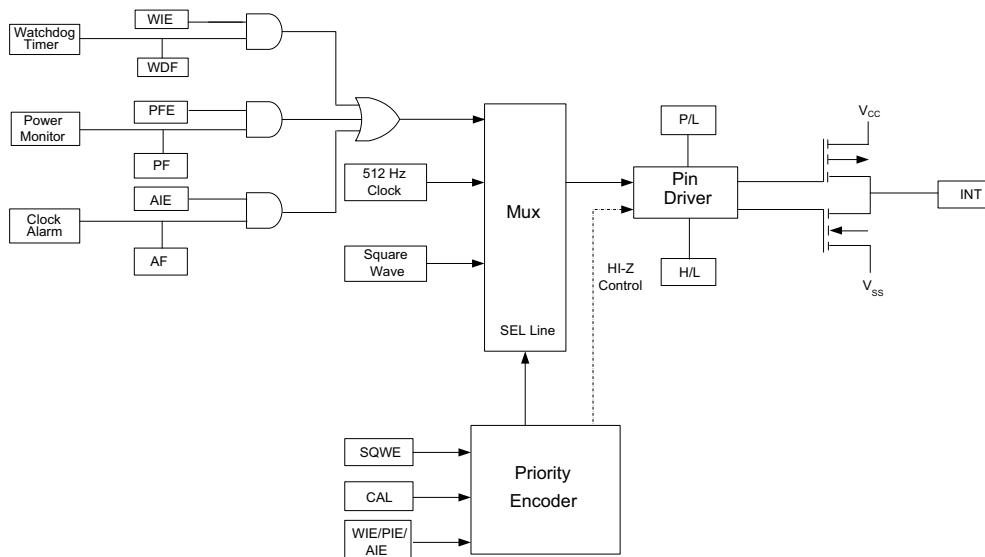 WIE
Watchdog
Timer
WDF
PFE
Power
Monitor
PF
AIE
Clock
Alarm
AF
512 Hz
Clock
Square
Wave
Mux
SEL Line
P/L
Pin
Driver
H/L
HI-Z
Control
VCC
INT
VSS
SQWE
CAL
WIE/PIE/
AIE
Priority
Encoder